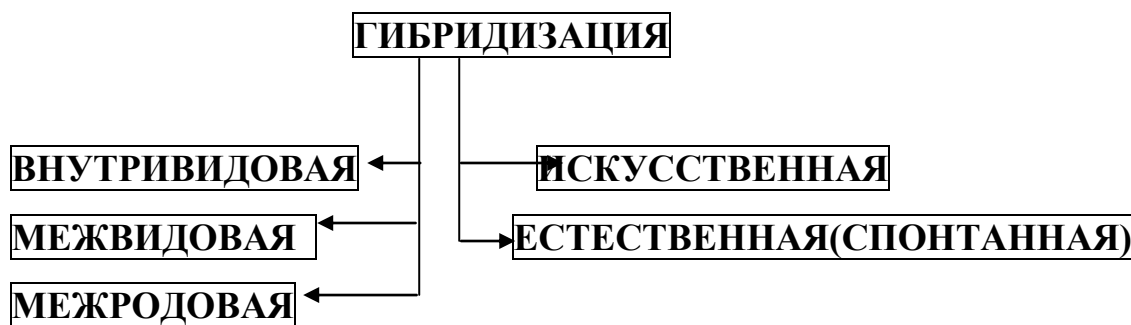 ГИБРИДИЗАЦИЯ
ВНУТРИВИДОВАЯ
ИСКУССТВЕННАЯ
МЕЖВИДОВАЯ
ЕСТЕСТВЕННАЯ(СПОНТАННАЯ)
МЕЖРОДОВАЯ